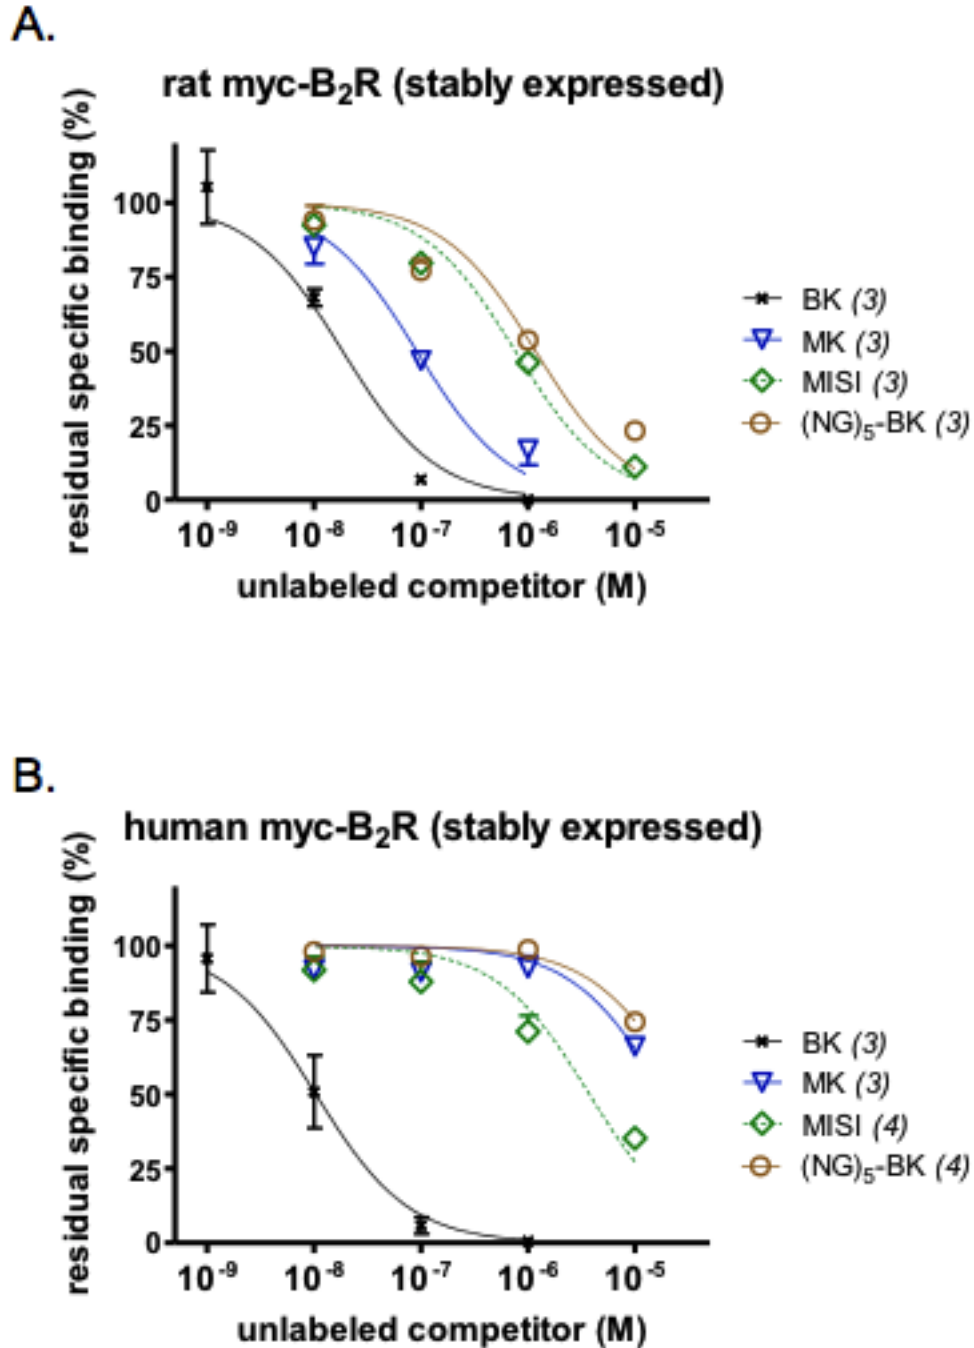 A.
rat myc-B₂R (stably expressed)
residual specific binding (%)
100
75
50
25
0
10⁻⁹ 10⁻⁸ 10⁻⁷ 10⁻⁶ 10⁻⁵
unlabeled competitor (M)
BK (3)
MK (3)
MISI (3)
(NG)₅-BK (3)
B.
human myc-B₂R (stably expressed)
residual specific binding (%)
100
75
50
25
0
10⁻⁹ 10⁻⁸ 10⁻⁷ 10⁻⁶ 10⁻⁵
unlabeled competitor (M)
BK (3)
MK (3)
MISI (4)
(NG)₅-BK (4)